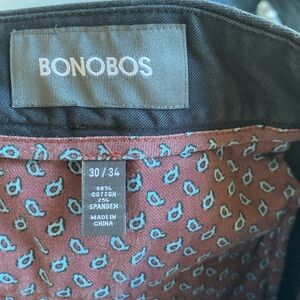 BONOBOS
30 / 34
98%
COTTON
2%
SPANDEX
MADE IN
CHINA